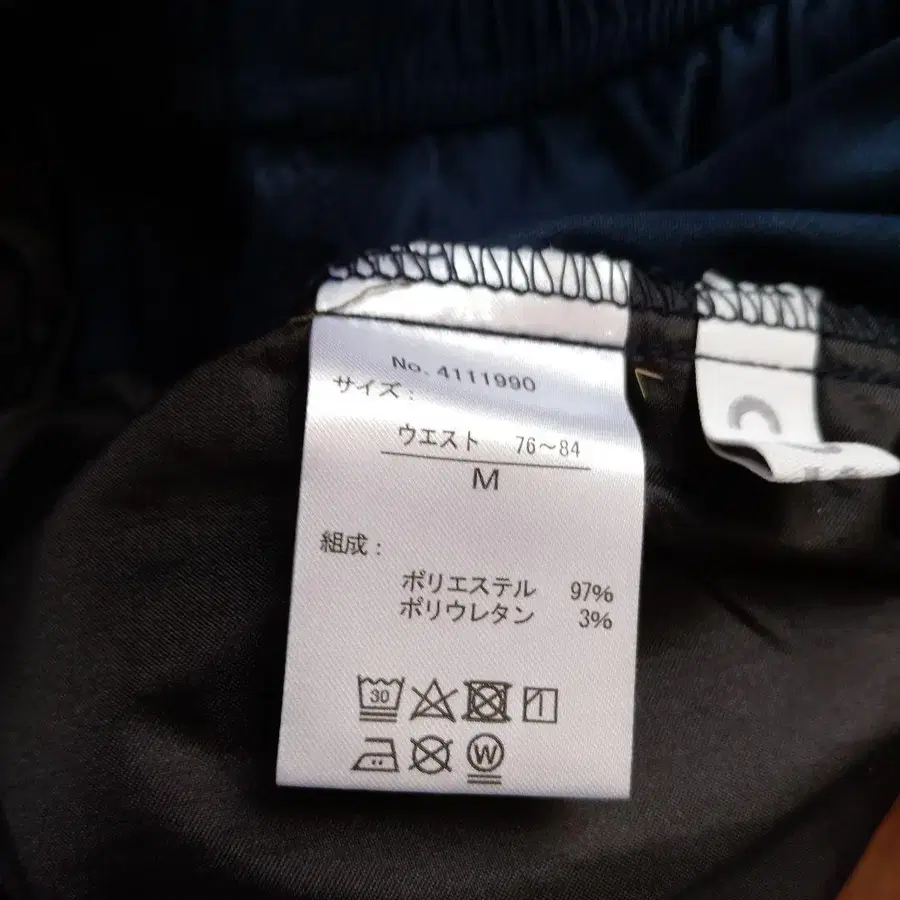 No. 4111990
サイズ:
ウエスト 76~84
M
組成:
ポリエステル 97%
ポリウレタン 3%
30
W